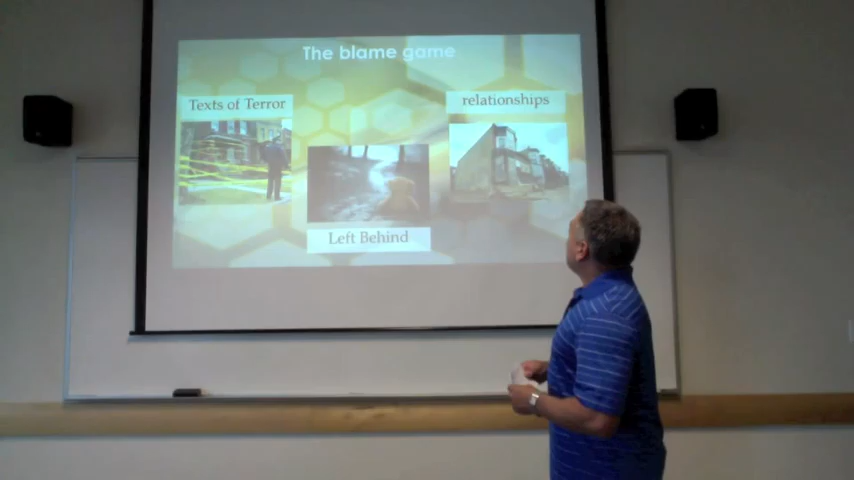 The blame game
Texts of Terror
relationships
Left Behind